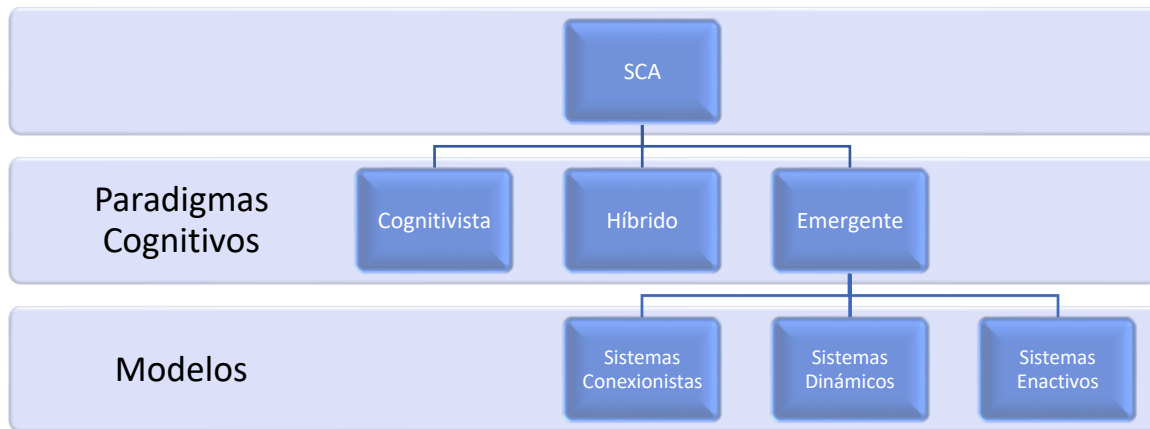 SCA
Paradigmas
Cognitivos
Cognitivista
Híbrido
Emergente
Modelos
Sistemas
Conexionistas
Sistemas
Dinámicos
Sistemas
Enactivos